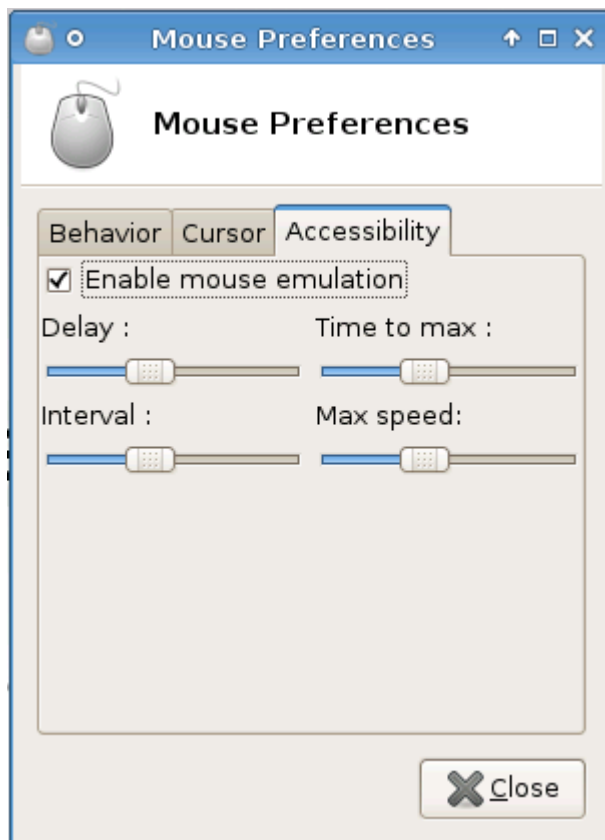 Mouse Preferences
Mouse Preferences
Behavior Cursor Accessibility
Enable mouse emulation
Delay : Time to max :
Interval : Max speed:
Close